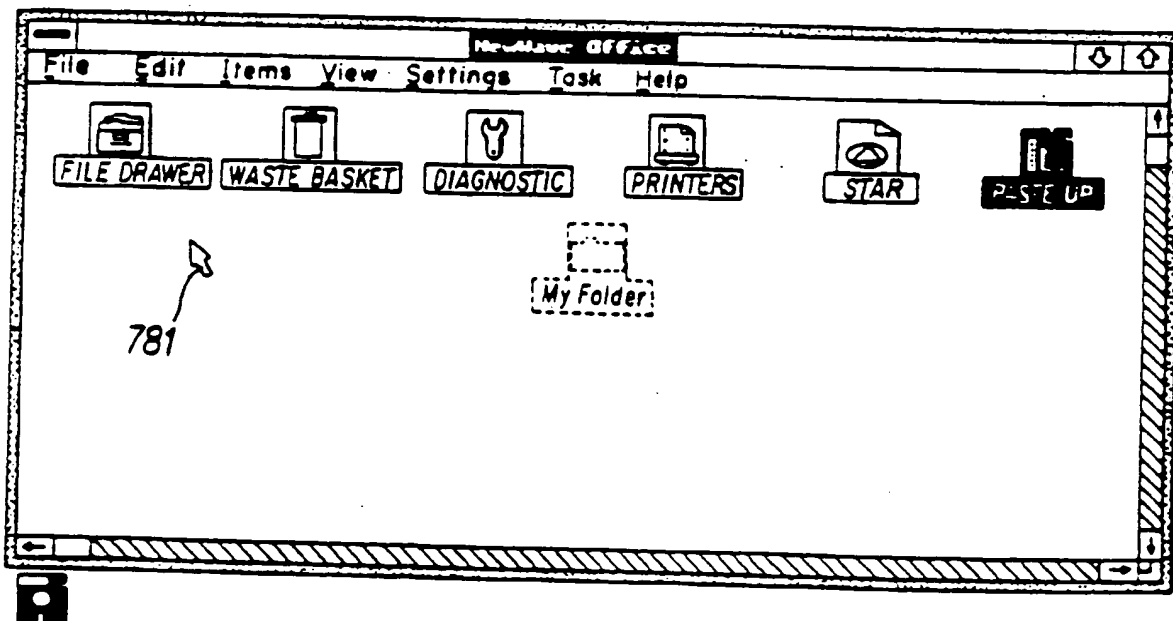 NewWave Office
File Edit Items View Settings Task Help
FILE DRAWER WASTE BASKET DIAGNOSTIC PRINTERS STAR PASTE UP
My Folder
781